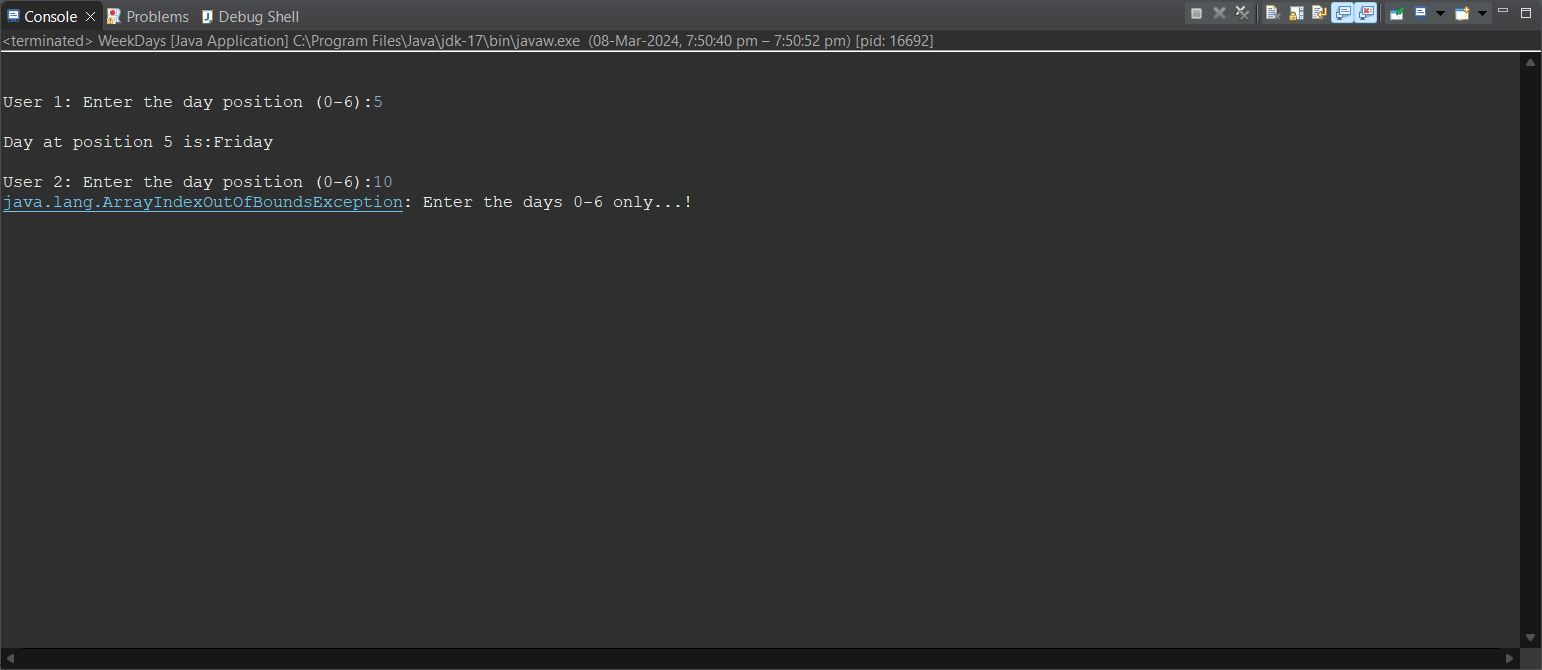 Console Problems Debug Shell
<terminated> WeekDays [Java Application] C:\Program Files\Java\jdk-17\bin\javaw.exe (08-Mar-2024, 7:50:40 pm – 7:50:52 pm) [pid: 16692]
User 1: Enter the day position (0-6):5
Day at position 5 is:Friday
User 2: Enter the day position (0-6):10
java.lang.ArrayIndexOutOfBoundsException: Enter the days 0-6 only...!